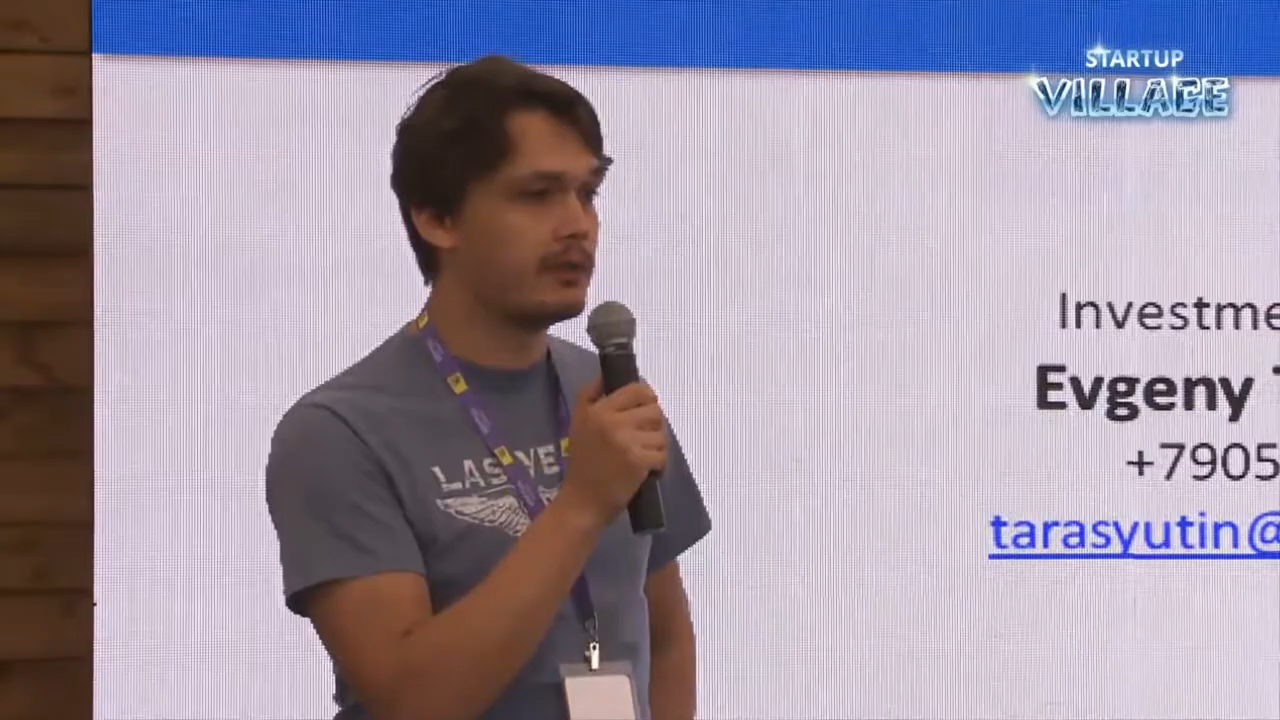 STARTUP
VILLAGE
Investme
Evgeny T
+7905
tarasyutin@
LAS VE